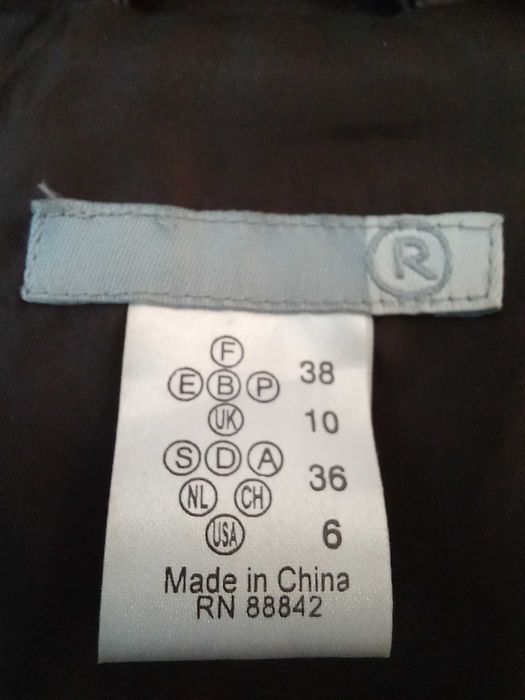 R
F
E B P 38
UK 10
S D A
NL CH 36
USA 6
Made in China
RN 88842